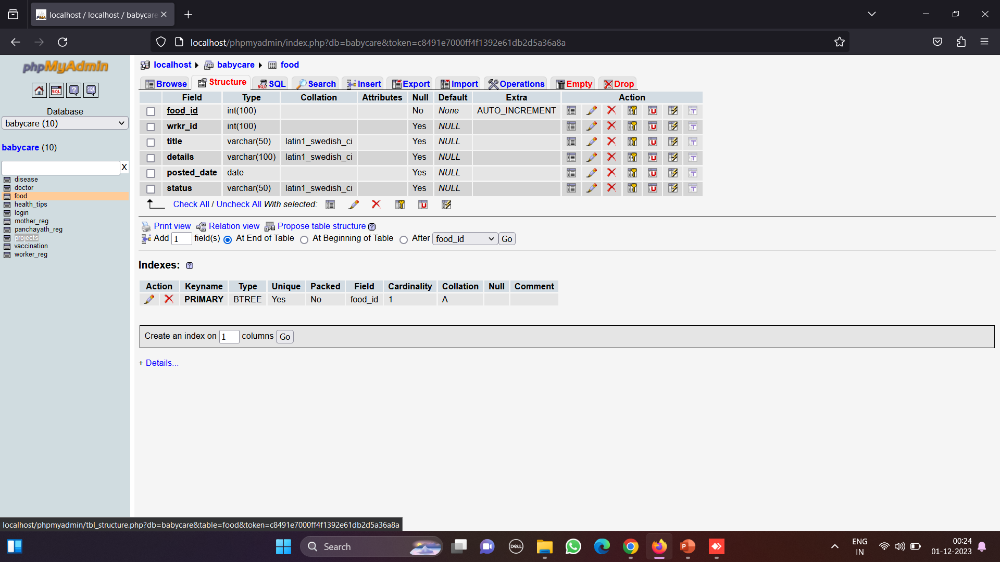 localhost / localhost / babycare
localhost/phpmyadmin/index.php?db=babycare&token=c8491e7000ff4f1392e61db2d5a36a8a
phpMyAdmin
SQL
SQL
Database
babycare (10)
babycare (10)
X
disease
doctor
food
health_tips
login
mother_reg
panchayath_reg
projects
vaccination
worker_reg
localhost babycare food
Browse Structure SQL Search Insert Export Import Operations Empty Drop
Field Type Collation Attributes Null Default Extra Action
food_id int(100) No None AUTO_INCREMENT
wrkr_id int(100) Yes NULL
title varchar(50) latin1_swedish_ci Yes NULL
details varchar(100) latin1_swedish_ci Yes NULL
posted_date date Yes NULL
status varchar(50) latin1_swedish_ci Yes NULL
Check All / Uncheck All With selected:
Print view Relation view Propose table structure
Add 1 field(s) At End of Table At Beginning of Table After food_id Go
Indexes:
Action Keyname Type Unique Packed Field Cardinality Collation Null Comment
PRIMARY BTREE Yes No food_id 1 A
Create an index on 1 columns Go
+ Details...
localhost/phpmyadmin/tbl_structure.php?db=babycare&table=food&token=c8491e7000ff4f1392e61db2d5a36a8a
Search
DELL
ENG
IN
00:24
01-12-2023